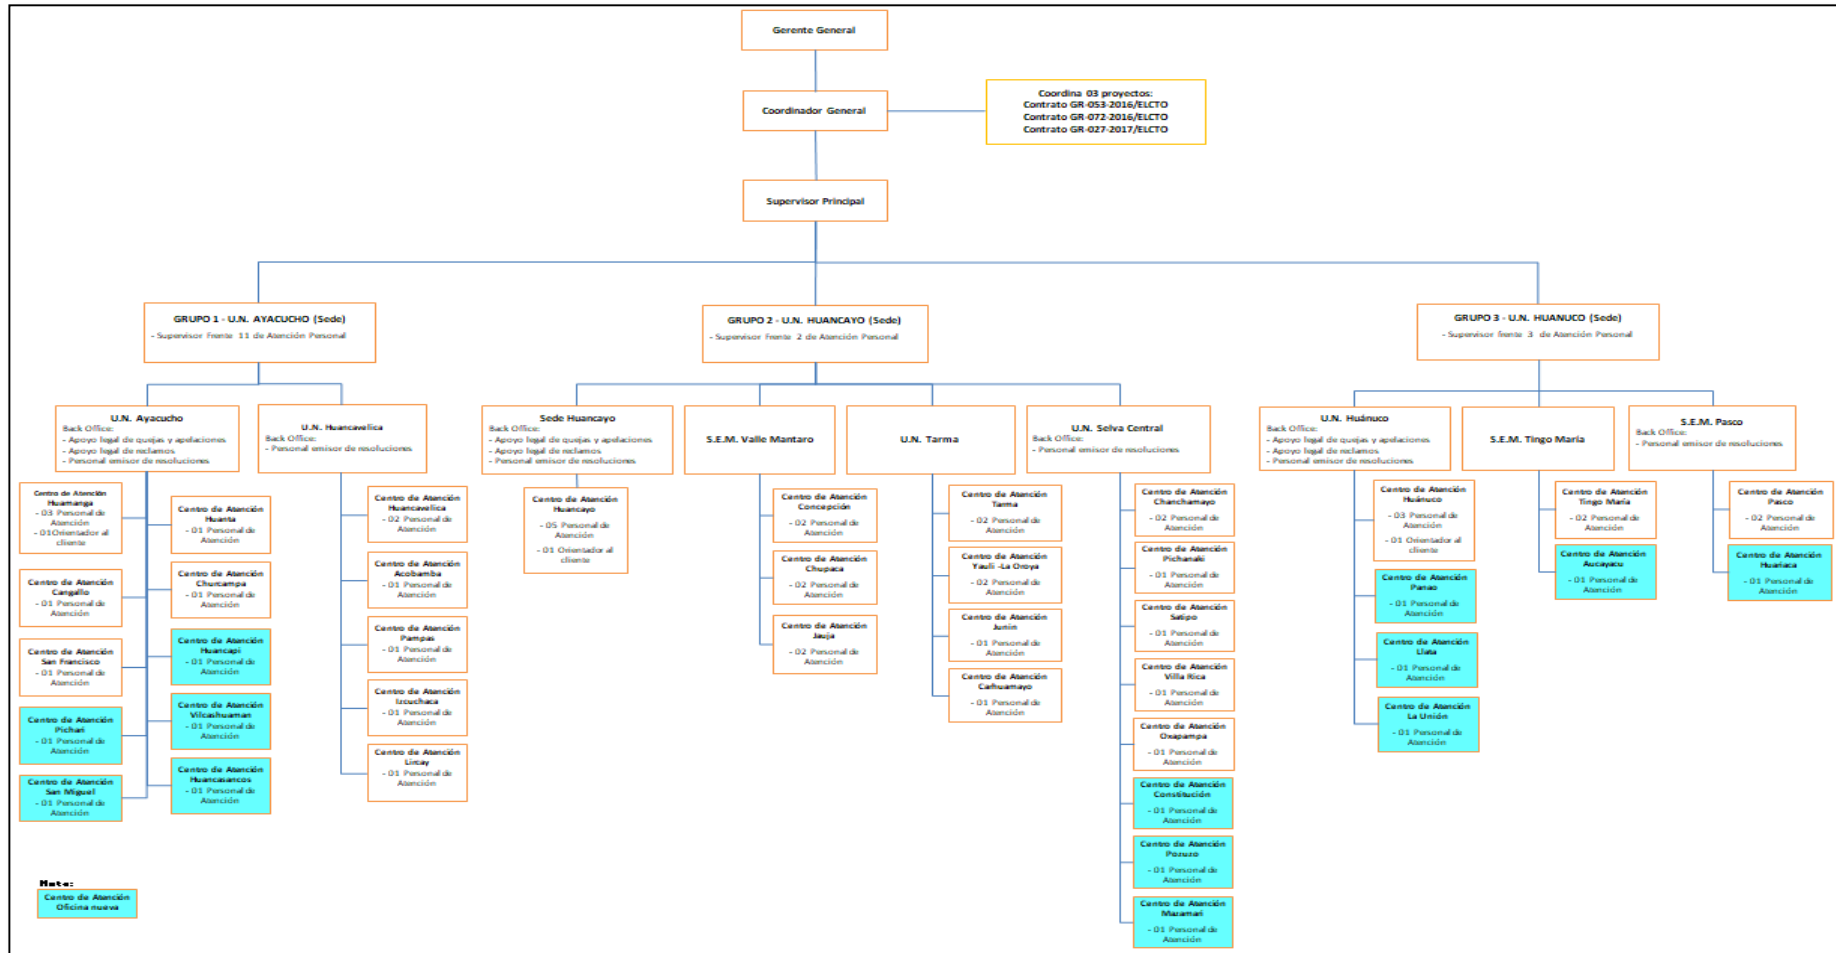 Gerente General
Coordinador General
Coordina 03 proyectos:
Contrato GR-053-2016/ELCTO
Contrato GR-072-2016/ELCTO
Contrato GR-027-2017/ELCTO
Supervisor Principal
GRUPO 1 - U.N. AYACUCHO (Sede)
- Supervisor Frente 11 de Atención Personal
GRUPO 2 - U.N. HUANCAYO (Sede)
- Supervisor Frente 2 de Atención Personal
GRUPO 3 - U.N. HUANUCO (Sede)
- Supervisor frente 3 de Atención Personal
U.N. Ayacucho
Back Office:
- Apoyo legal de quejas y apelaciones
- Apoyo legal de reclamos
- Personal emisor de resoluciones
U.N. Huancavelica
Back Office:
- Personal emisor de resoluciones
Sede Huancayo
Back Office:
- Apoyo legal de quejas y apelaciones
- Apoyo legal de reclamos
- Personal emisor de resoluciones
S.E.M. Valle Mantaro
U.N. Tarma
U.N. Selva Central
Back Office:
- Personal emisor de resoluciones
U.N. Huánuco
Back Office:
- Apoyo legal de quejas y apelaciones
- Apoyo legal de reclamos
- Personal emisor de resoluciones
S.E.M. Tingo María
S.E.M. Pasco
Back Office:
- Personal emisor de resoluciones
Centro de Atención
Huamanga
- 03 Personal de
Atención
- 01Orientador al
cliente
Centro de Atención
Cangallo
- 01 Personal de
Atención
Centro de Atención
San Francisco
- 01 Personal de
Atención
Centro de Atención
Pichari
- 01 Personal de
Atención
Centro de Atención
San Miguel
- 01 Personal de
Atención
Centro de Atención
Huanta
- 01 Personal de
Atención
Centro de Atención
Churcampa
- 01 Personal de
Atención
Centro de Atención
Huancapi
- 01 Personal de
Atención
Centro de Atención
Vilcashuaman
- 01 Personal de
Atención
Centro de Atención
Huancasancos
- 01 Personal de
Atención
Centro de Atención
Huancavelica
- 02 Personal de
Atención
Centro de Atención
Acobamba
- 01 Personal de
Atención
Centro de Atención
Pampas
- 01 Personal de
Atención
Centro de Atención
Izcuchaca
- 01 Personal de
Atención
Centro de Atención
Lircay
- 01 Personal de
Atención
Centro de Atención
Huancayo
- 05 Personal de
Atención
- 01 Orientador al
cliente
Centro de Atención
Concepción
- 02 Personal de
Atención
Centro de Atención
Chupaca
- 02 Personal de
Atención
Centro de Atención
Jauja
- 02 Personal de
Atención
Centro de Atención
Tarma
- 02 Personal de
Atención
Centro de Atención
Yauli -La Oroya
- 02 Personal de
Atención
Centro de Atención
Junín
- 01 Personal de
Atención
Centro de Atención
Carhuamayo
- 01 Personal de
Atención
Centro de Atención
Chanchamayo
- 02 Personal de
Atención
Centro de Atención
Pichanaki
- 01 Personal de
Atención
Centro de Atención
Satipo
- 01 Personal de
Atención
Centro de Atención
Villa Rica
- 01 Personal de
Atención
Centro de Atención
Oxapampa
- 01 Personal de
Atención
Centro de Atención
Constitución
- 01 Personal de
Atención
Centro de Atención
Pozuzo
- 01 Personal de
Atención
Centro de Atención
Mazamari
- 01 Personal de
Atención
Centro de Atención
Huánuco
- 03 Personal de
Atención
- 01 Orientador al
cliente
Centro de Atención
Panao
- 01 Personal de
Atención
Centro de Atención
Llata
- 01 Personal de
Atención
Centro de Atención
La Unión
- 01 Personal de
Atención
Centro de Atención
Tingo María
- 02 Personal de
Atención
Centro de Atención
Aucayacu
- 01 Personal de
Atención
Centro de Atención
Pasco
- 02 Personal de
Atención
Centro de Atención
Huariaca
- 01 Personal de
Atención
Nota:
Centro de Atención
Oficina nueva